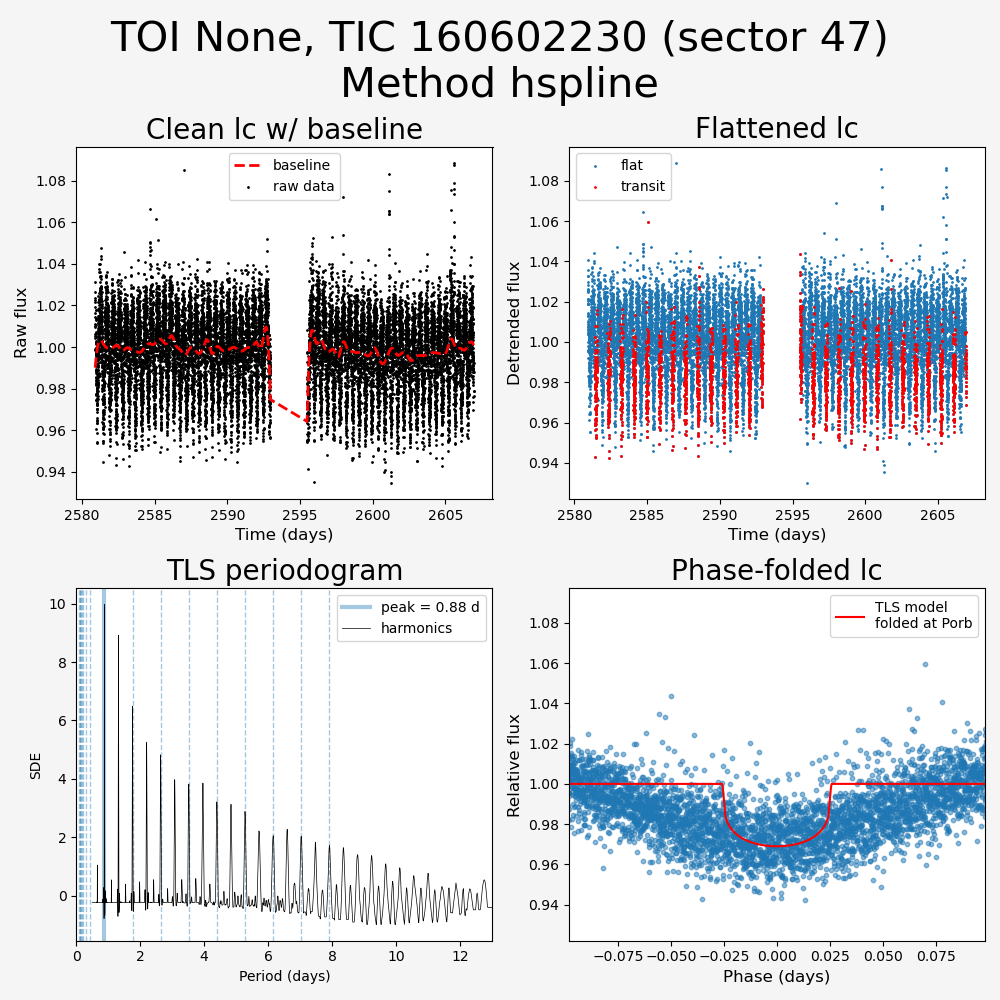 TOI None, TIC 160602230 (sector 47)
Method hspline
Clean lc w/ baseline
baseline
raw data
Raw flux
1.08
1.06
1.04
1.02
1.00
0.98
0.96
0.94
2580
2585
2590
2595
2600
2605
Time (days)
Flattened lc
flat
transit
Detrended flux
1.08
1.06
1.04
1.02
1.00
0.98
0.96
0.94
2580
2585
2590
2595
2600
2605
Time (days)
TLS periodogram
peak = 0.88 d
harmonics
SDE
10
8
6
4
2
0
0
2
4
6
8
10
12
Period (days)
Phase-folded lc
TLS model
folded at Porb
Relative flux
1.08
1.06
1.04
1.02
1.00
0.98
0.96
0.94
−0.075
−0.050
−0.025
0.000
0.025
0.050
0.075
Phase (days)